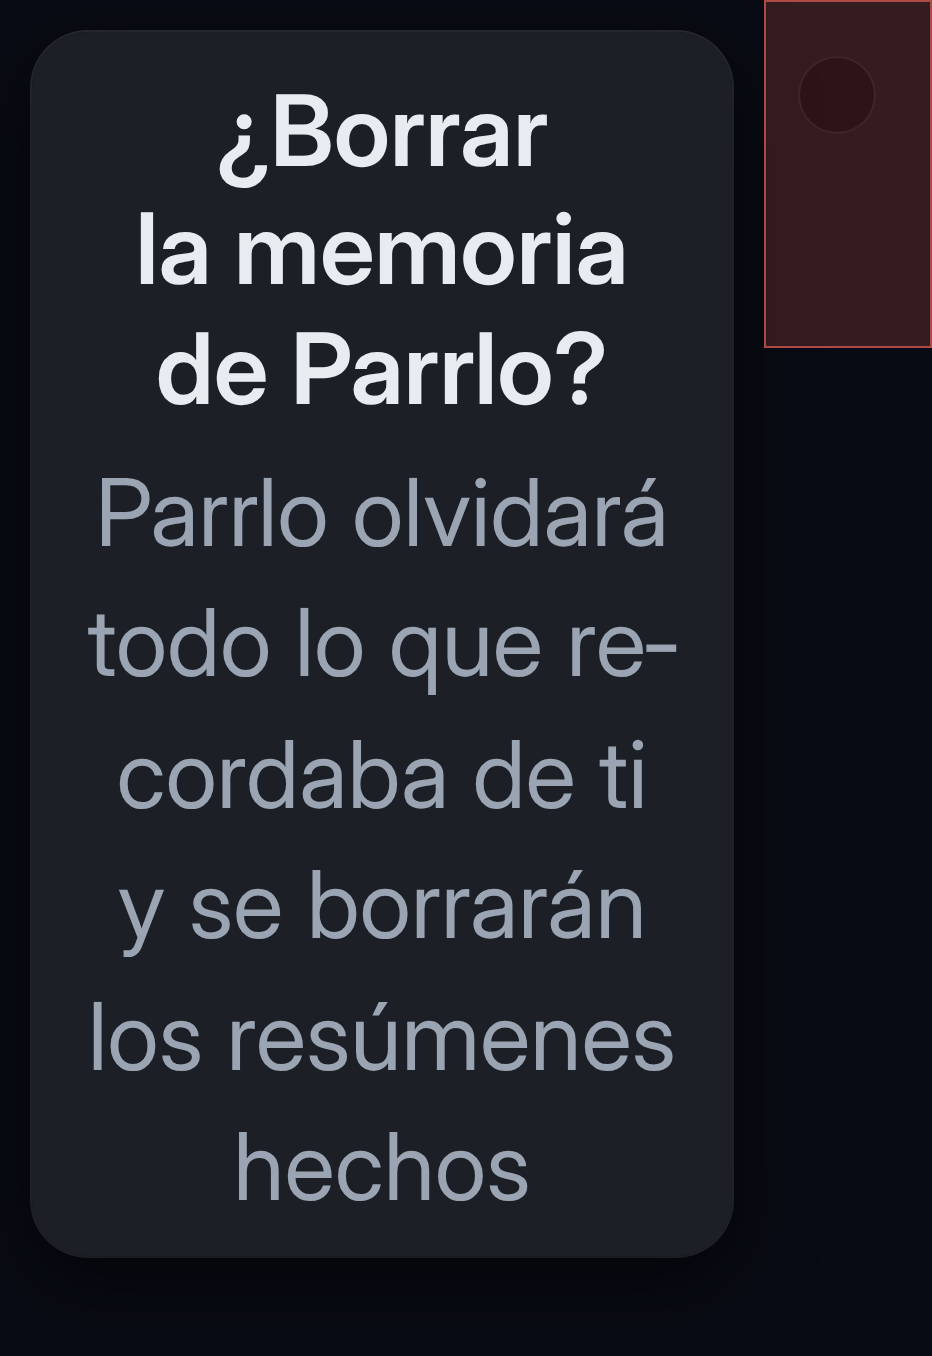 ¿Borrar
la memoria
de Parrlo?
Parrlo olvidará
todo lo que re-
cordaba de ti
y se borrarán
los resúmenes
hechos